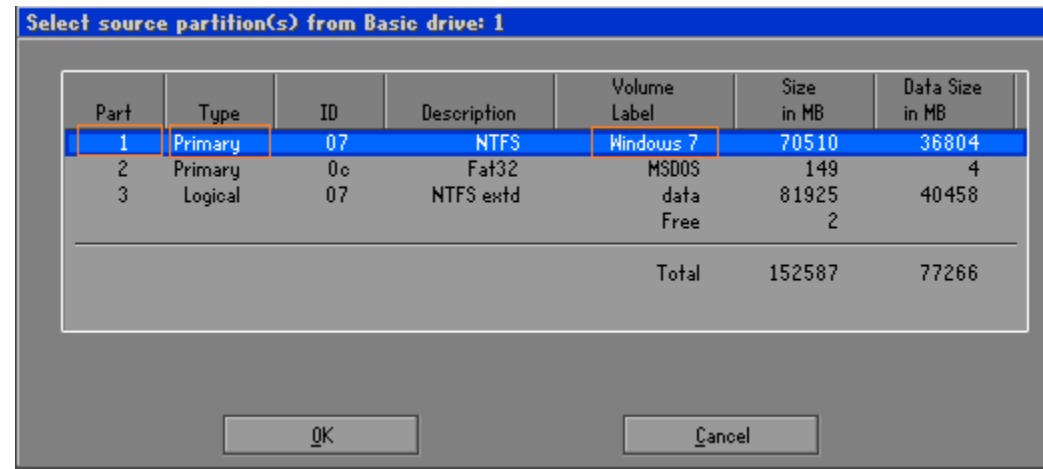 Select source partition(s) from Basic drive: 1
Volume Size Data Size
Part Type ID Description Label in MB in MB
1 Primary 07 NTFS Windows 7 70510 36804
2 Primary 0c Fat32 MSDOS 149 4
3 Logical 07 NTFS extd data 81925 40458
Free 2
Total 152587 77266
OK Cancel